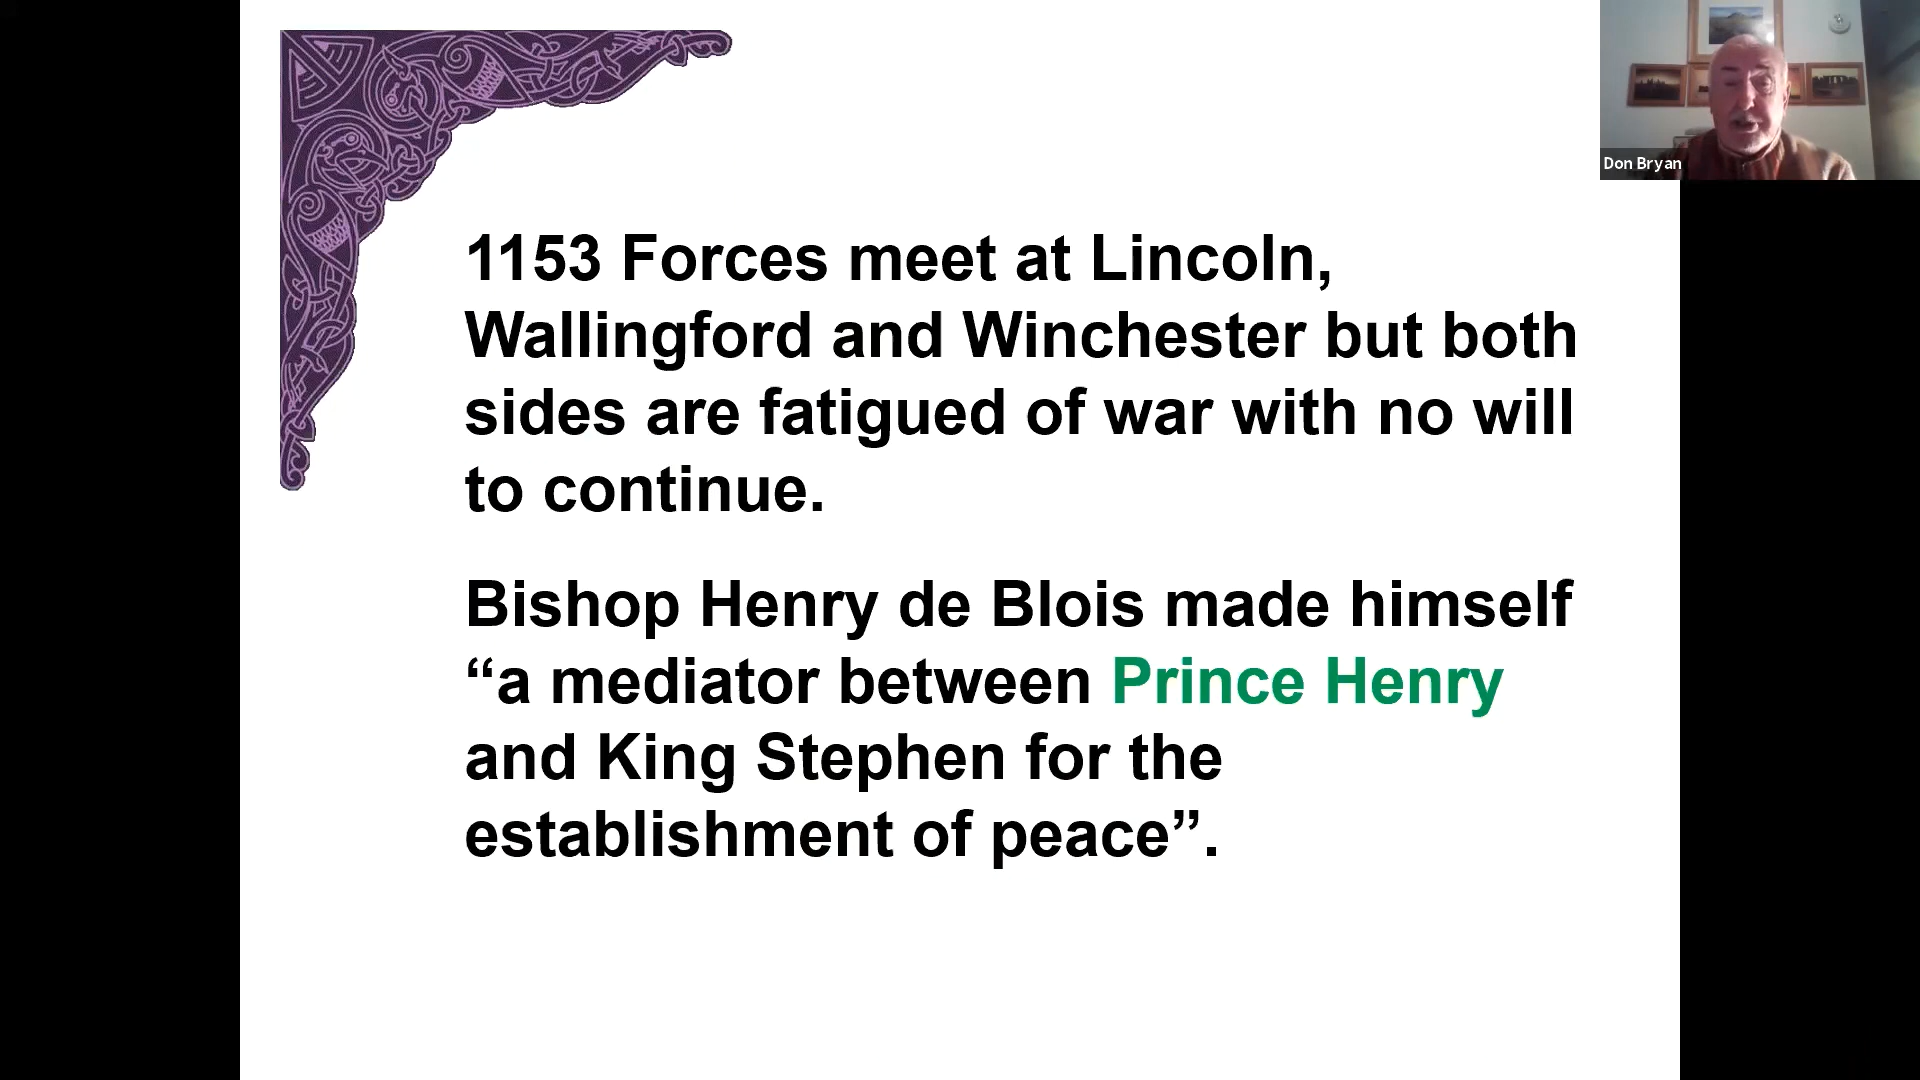 Don Bryan
1153 Forces meet at Lincoln,
Wallingford and Winchester but both
sides are fatigued of war with no will
to continue.
Bishop Henry de Blois made himself
“a mediator between Prince Henry
and King Stephen for the
establishment of peace”.